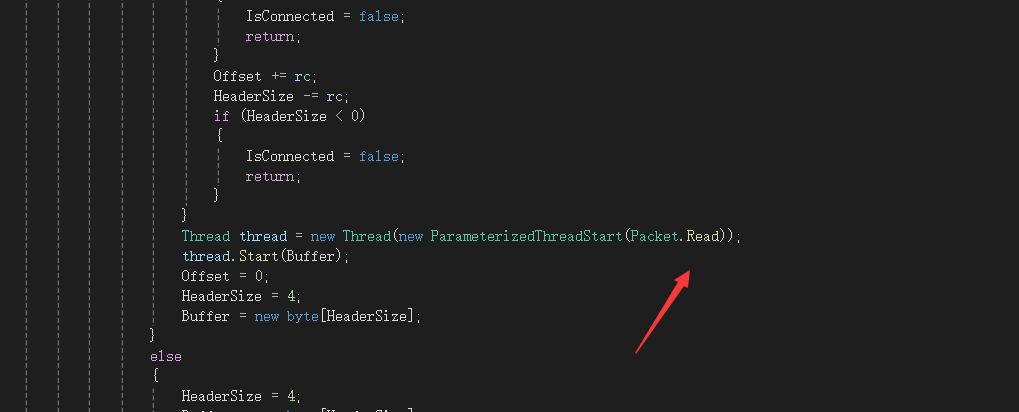 {
IsConnected = false;
return;
}
Offset += rc;
HeaderSize -= rc;
if (HeaderSize < 0)
{
IsConnected = false;
return;
}
}
Thread thread = new Thread(new ParameterizedThreadStart(Packet.Read));
thread.Start(Buffer);
Offset = 0;
HeaderSize = 4;
Buffer = new byte[HeaderSize];
}
else
{
HeaderSize = 4;